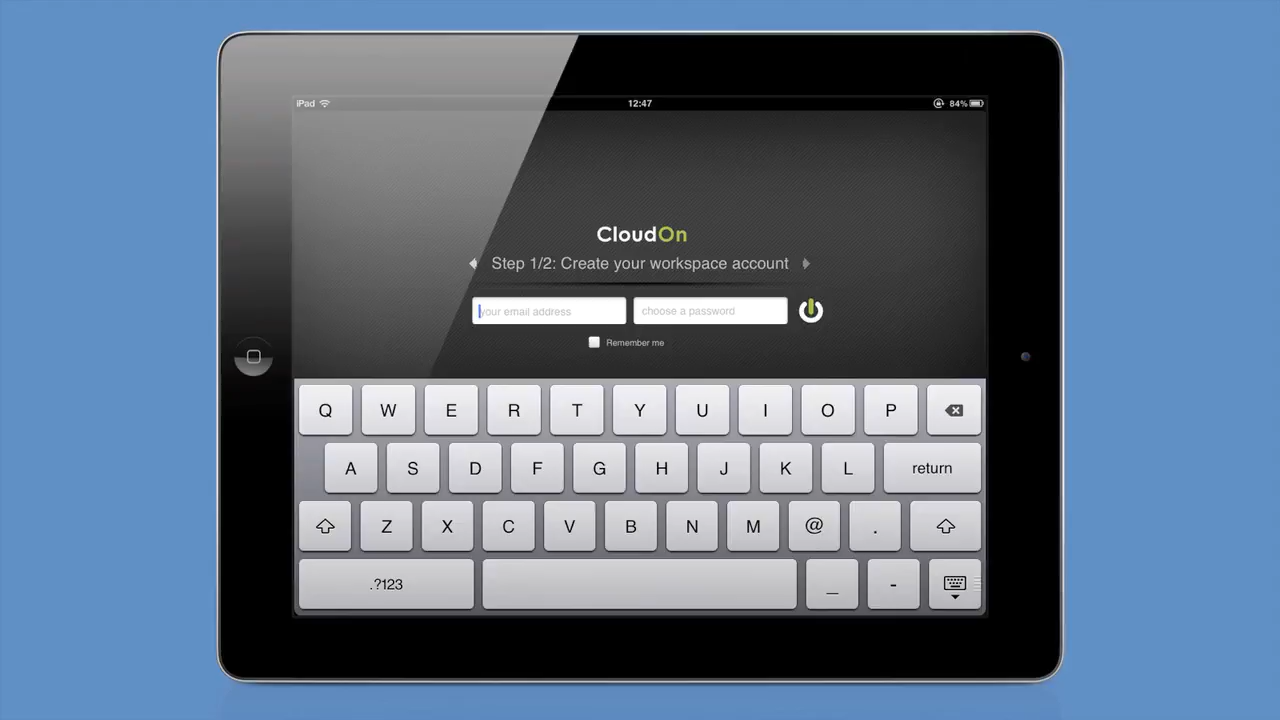 iPad 12:47 84%
CloudOn
Step 1/2: Create your workspace account
your email address choose a password
Remember me
Q W E R T Y U I O P
A S D F G H J K L return
Z X C V B N M @ .
.?123 _ -